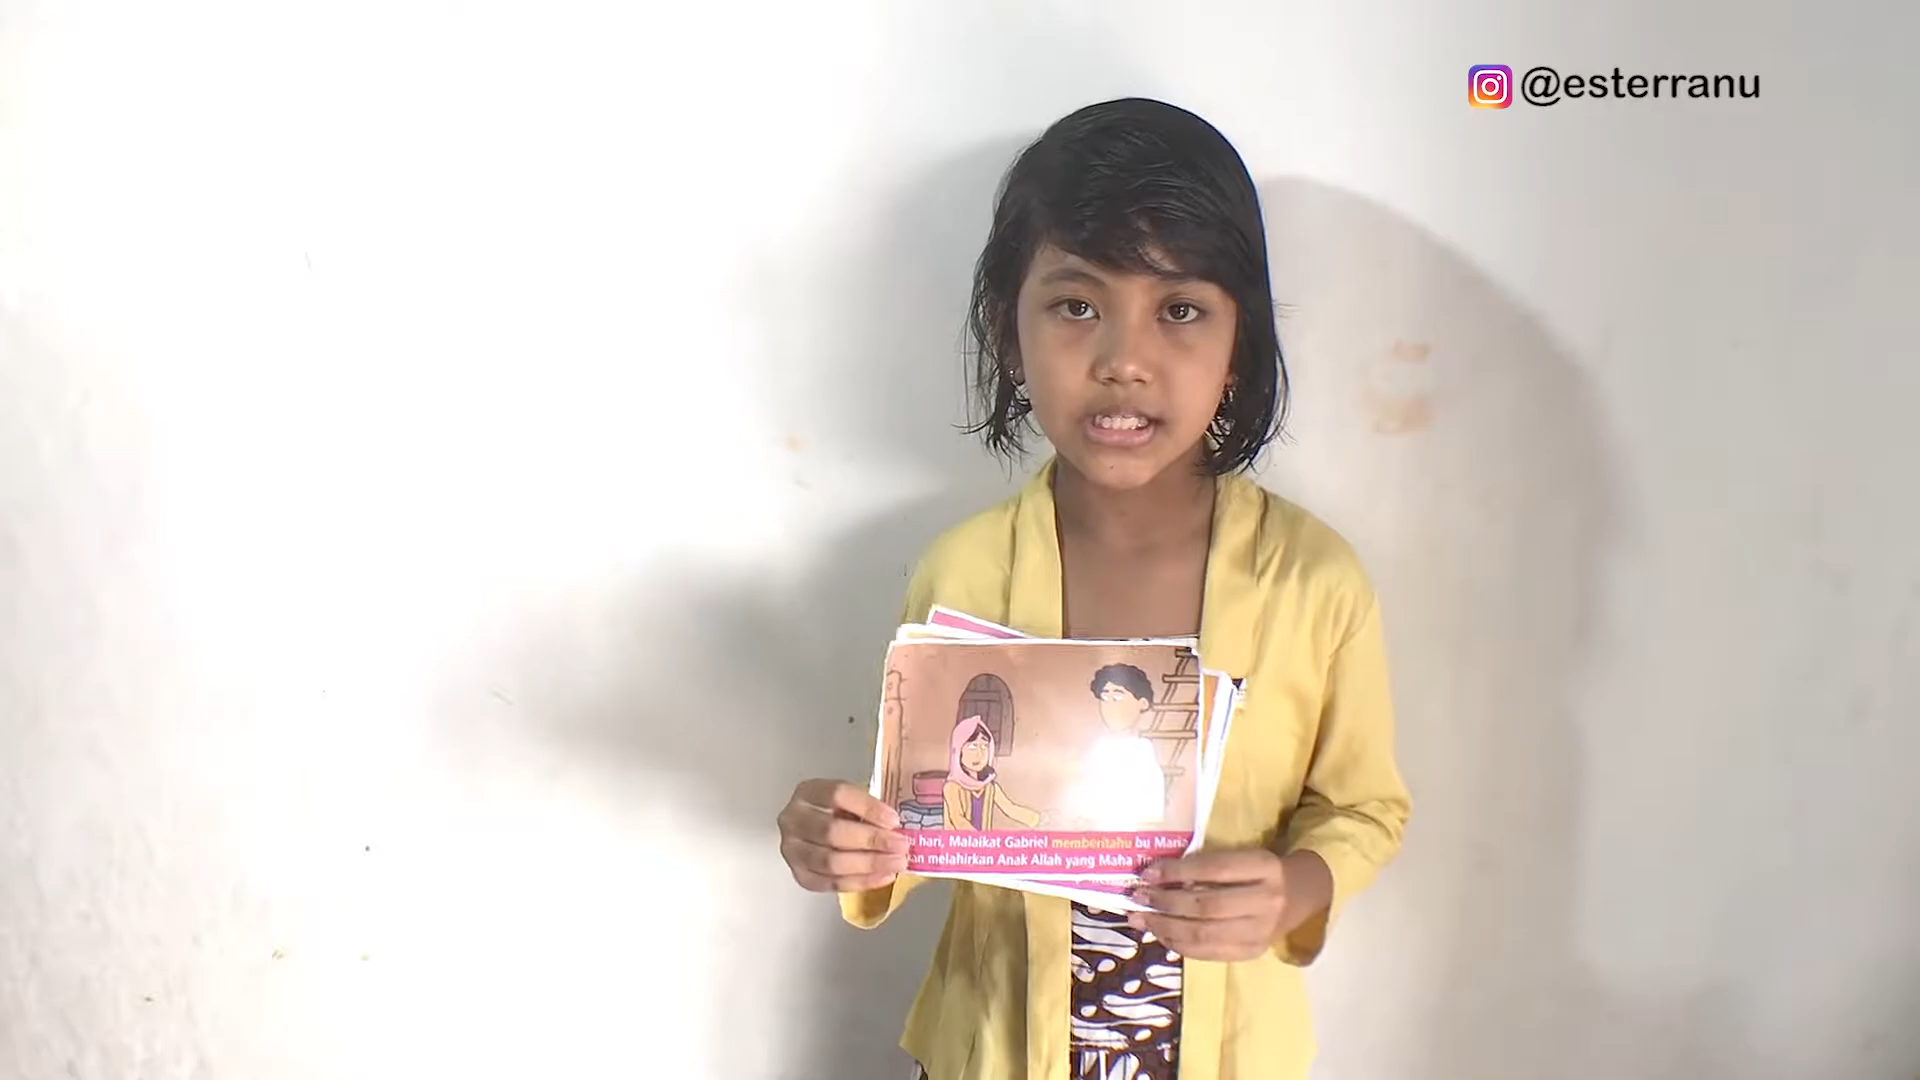 @esterranu
hari, Malaikat Gabriel memberitahu bu Maria
melahirkan Anak Allah yang Maha